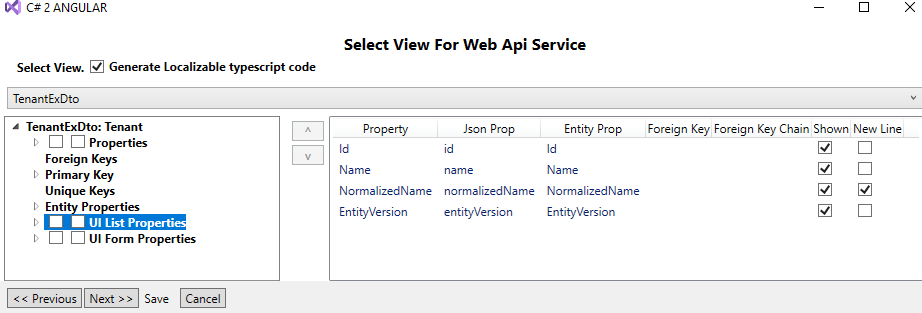 C# 2 ANGULAR
Select View For Web Api Service
Select View. Generate Localizable typescript code
TenantExDto
TenantExDto: Tenant
Properties
Foreign Keys
Primary Key
Unique Keys
Entity Properties
UI List Properties
UI Form Properties
Property Json Prop Entity Prop Foreign Key Foreign Key Chain Shown New Line
Id id Id
Name name Name
NormalizedName normalizedName NormalizedName
EntityVersion entityVersion EntityVersion
<< Previous Next >> Save Cancel